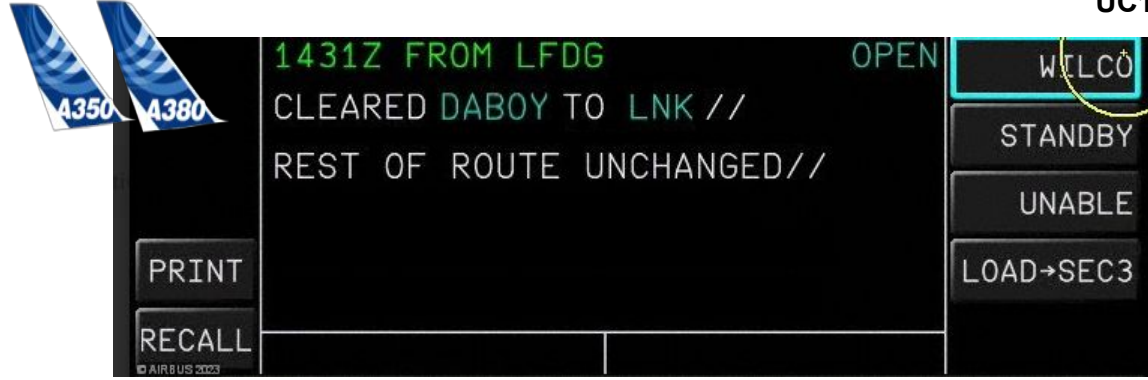 A350 A380
1431Z FROM LFDG OPEN
CLEARED DABOY TO LNK //
REST OF ROUTE UNCHANGED//
WILCO
STANDBY
UNABLE
LOAD→SEC3
PRINT
RECALL
© AIRBUS 2023